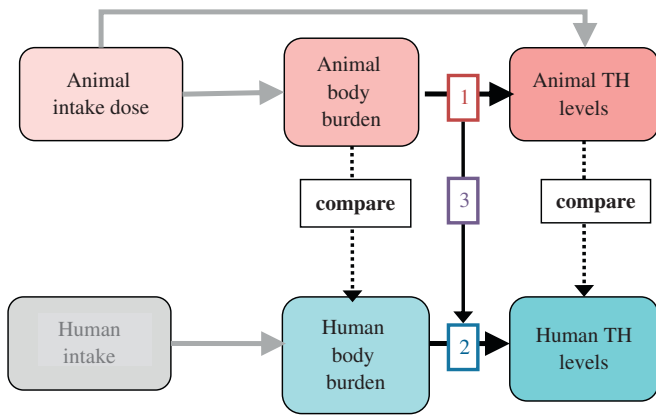 Animal
intake dose
Animal
body
burden
1
Animal TH
levels
compare
3
compare
Human
intake
Human
body
burden
2
Human TH
levels